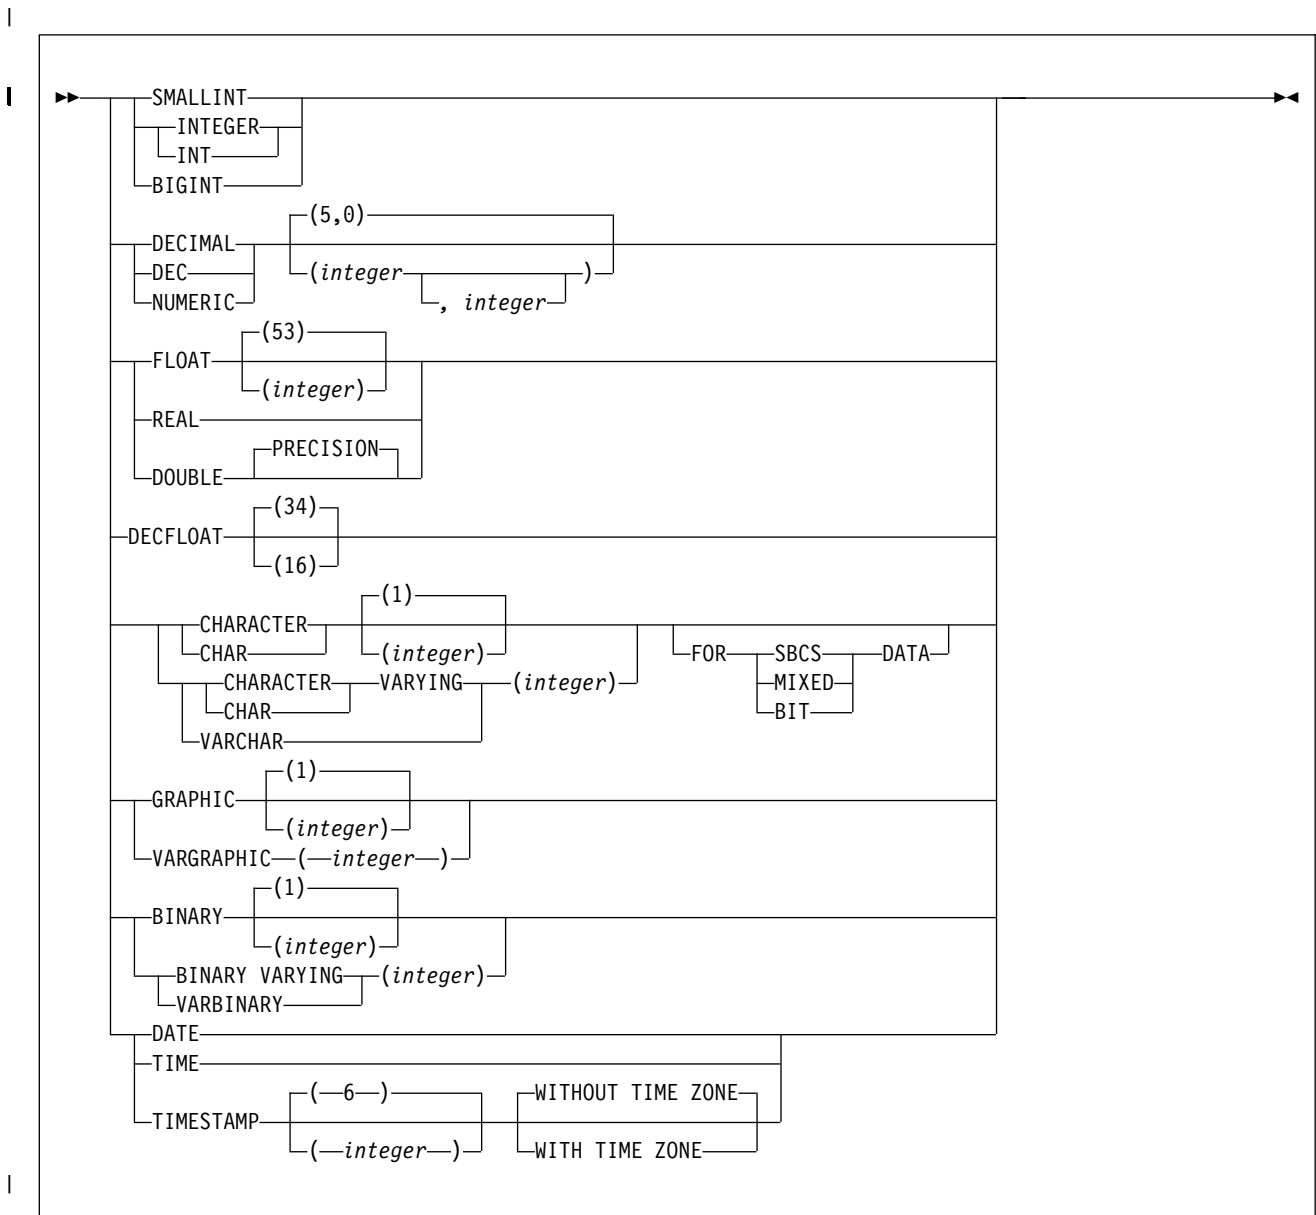 SMALLINT
INTEGER
INT
BIGINT
(5,0)
DECIMAL
DEC (integer )
NUMERIC , integer
(53)
FLOAT
(integer)
REAL
PRECISION
DOUBLE
(34)
DECFLOAT
(16)
(1)
CHARACTER
CHAR (integer) FOR SBCS DATA
CHARACTER VARYING (integer) MIXED
CHAR BIT
VARCHAR
(1)
GRAPHIC
(integer)
VARGRAPHIC ( integer )
(1)
BINARY
(integer)
BINARY VARYING (integer)
VARBINARY
DATE
TIME
( 6 ) WITHOUT TIME ZONE
TIMESTAMP
( integer ) WITH TIME ZONE